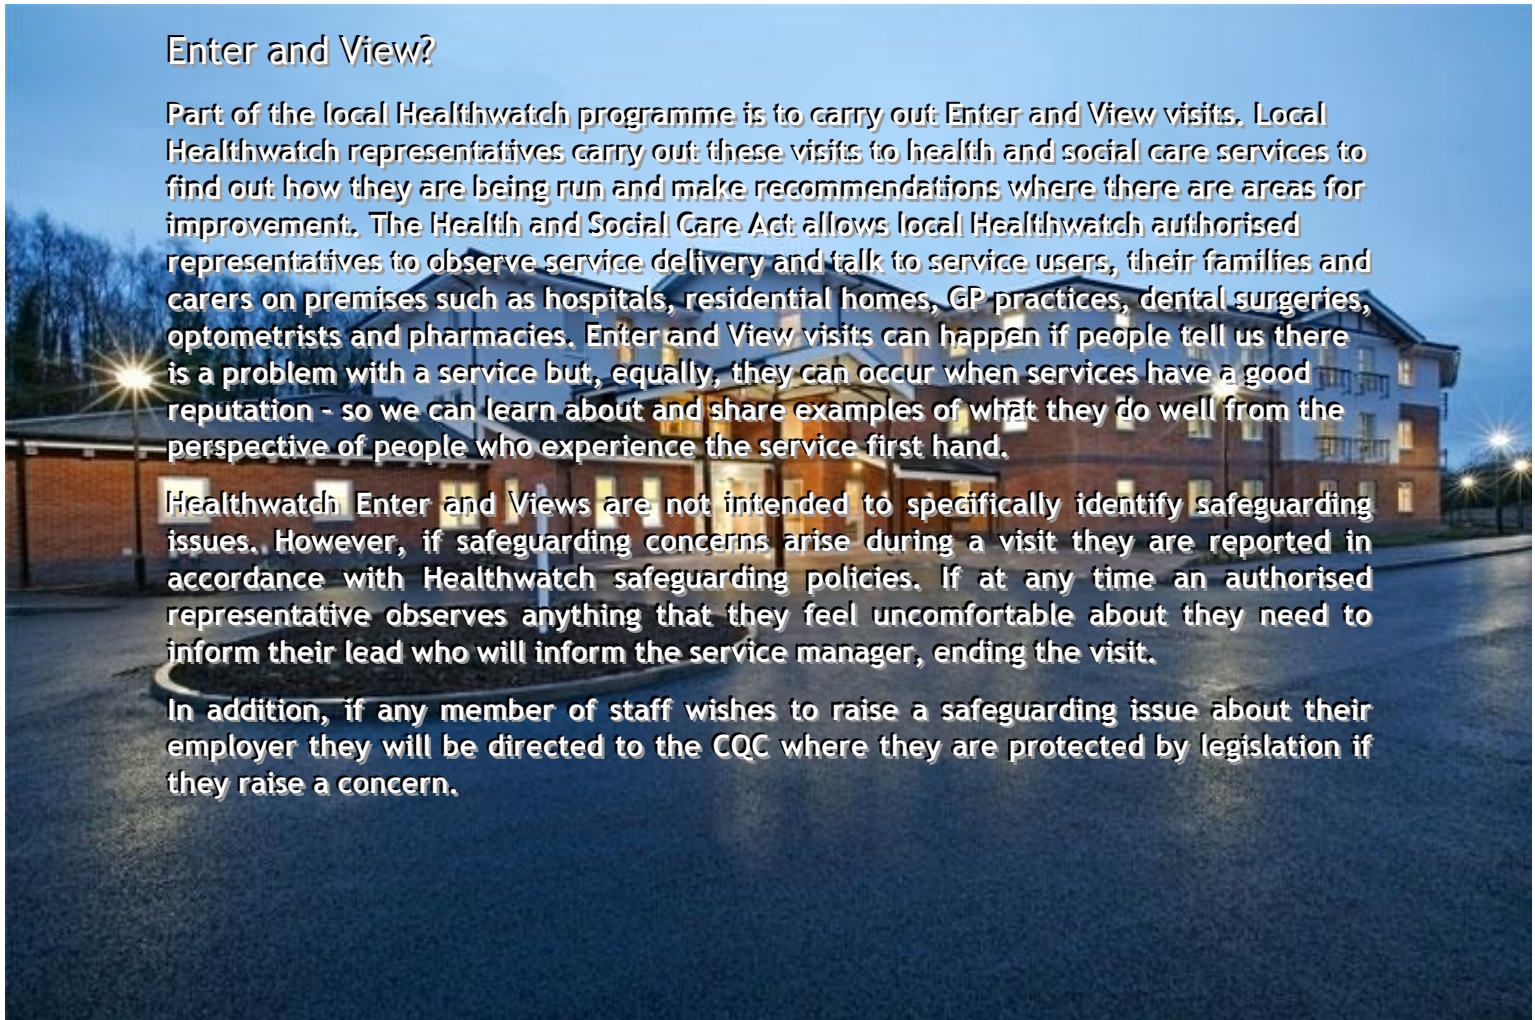 Enter and View?
Part of the local Healthwatch programme is to carry out Enter and View visits. Local
Healthwatch representatives carry out these visits to health and social care services to
find out how they are being run and make recommendations where there are areas for
improvement. The Health and Social Care Act allows local Healthwatch authorised
representatives to observe service delivery and talk to service users, their families and
carers on premises such as hospitals, residential homes, GP practices, dental surgeries,
optometrists and pharmacies. Enter and View visits can happen if people tell us there
is a problem with a service but, equally, they can occur when services have a good
reputation – so we can learn about and share examples of what they do well from the
perspective of people who experience the service first hand.
Healthwatch Enter and Views are not intended to specifically identify safeguarding
issues. However, if safeguarding concerns arise during a visit they are reported in
accordance with Healthwatch safeguarding policies. If at any time an authorised
representative observes anything that they feel uncomfortable about they need to
inform their lead who will inform the service manager, ending the visit.
In addition, if any member of staff wishes to raise a safeguarding issue about their
employer they will be directed to the CQC where they are protected by legislation if
they raise a concern.